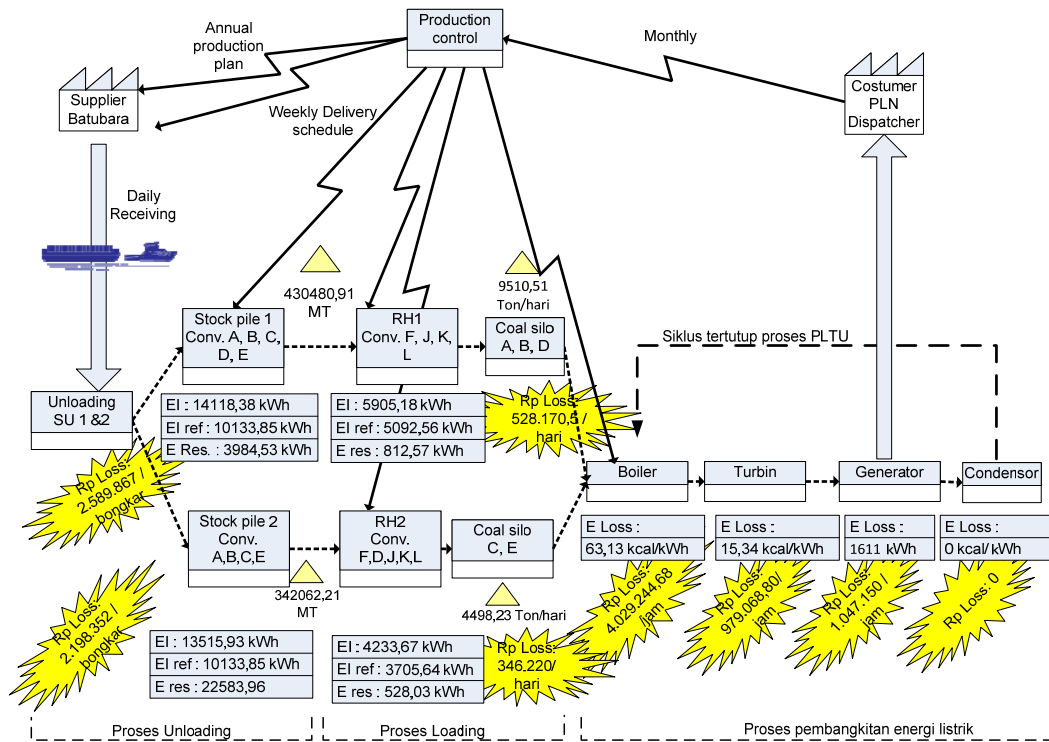 Production
control
Annual
production
plan
Monthly
Supplier
Batubara
Weekly Delivery
schedule
Costumer
PLN
Dispatcher
Daily
Receiving
430480,91
MT
9510,51
Ton/hari
Stock pile 1
Conv. A, B, C,
D, E
RH1
Conv. F, J, K,
L
Coal silo
A, B, D
Siklus tertutup proses PLTU
Unloading
SU 1 &2
EI : 14118,38 kWh
EI ref : 10133,85 kWh
E Res. : 3984,53 kWh
EI : 5905,18 kWh
EI ref : 5092,56 kWh
E res : 812,57 kWh
Rp Loss:
528.170,5 /
hari
Rp Loss:
2.589.867 /
bongkar
Boiler
Turbin
Generator
Condensor
Stock pile 2
Conv.
A,B,C,E
RH2
Conv.
F,D,J,K,L
Coal silo
C, E
E Loss :
63,13 kcal/kWh
E Loss :
15,34 kcal/kWh
E Loss :
1611 kWh
E Loss :
0 kcal/ kWh
342062,21
MT
4498,23 Ton/hari
Rp Loss:
2.198.352 /
bongkar
Rp Loss:
4.029.244,68
/jam
Rp Loss:
979.068,80/
jam
Rp Loss:
1.047.150 /
jam
Rp Loss: 0
EI : 13515,93 kWh
EI ref : 10133,85 kWh
E res : 22583,96
EI : 4233,67 kWh
EI ref : 3705,64 kWh
E res : 528,03 kWh
Rp Loss:
346.220/
hari
Proses Unloading
Proses Loading
Proses pembangkitan energi listrik